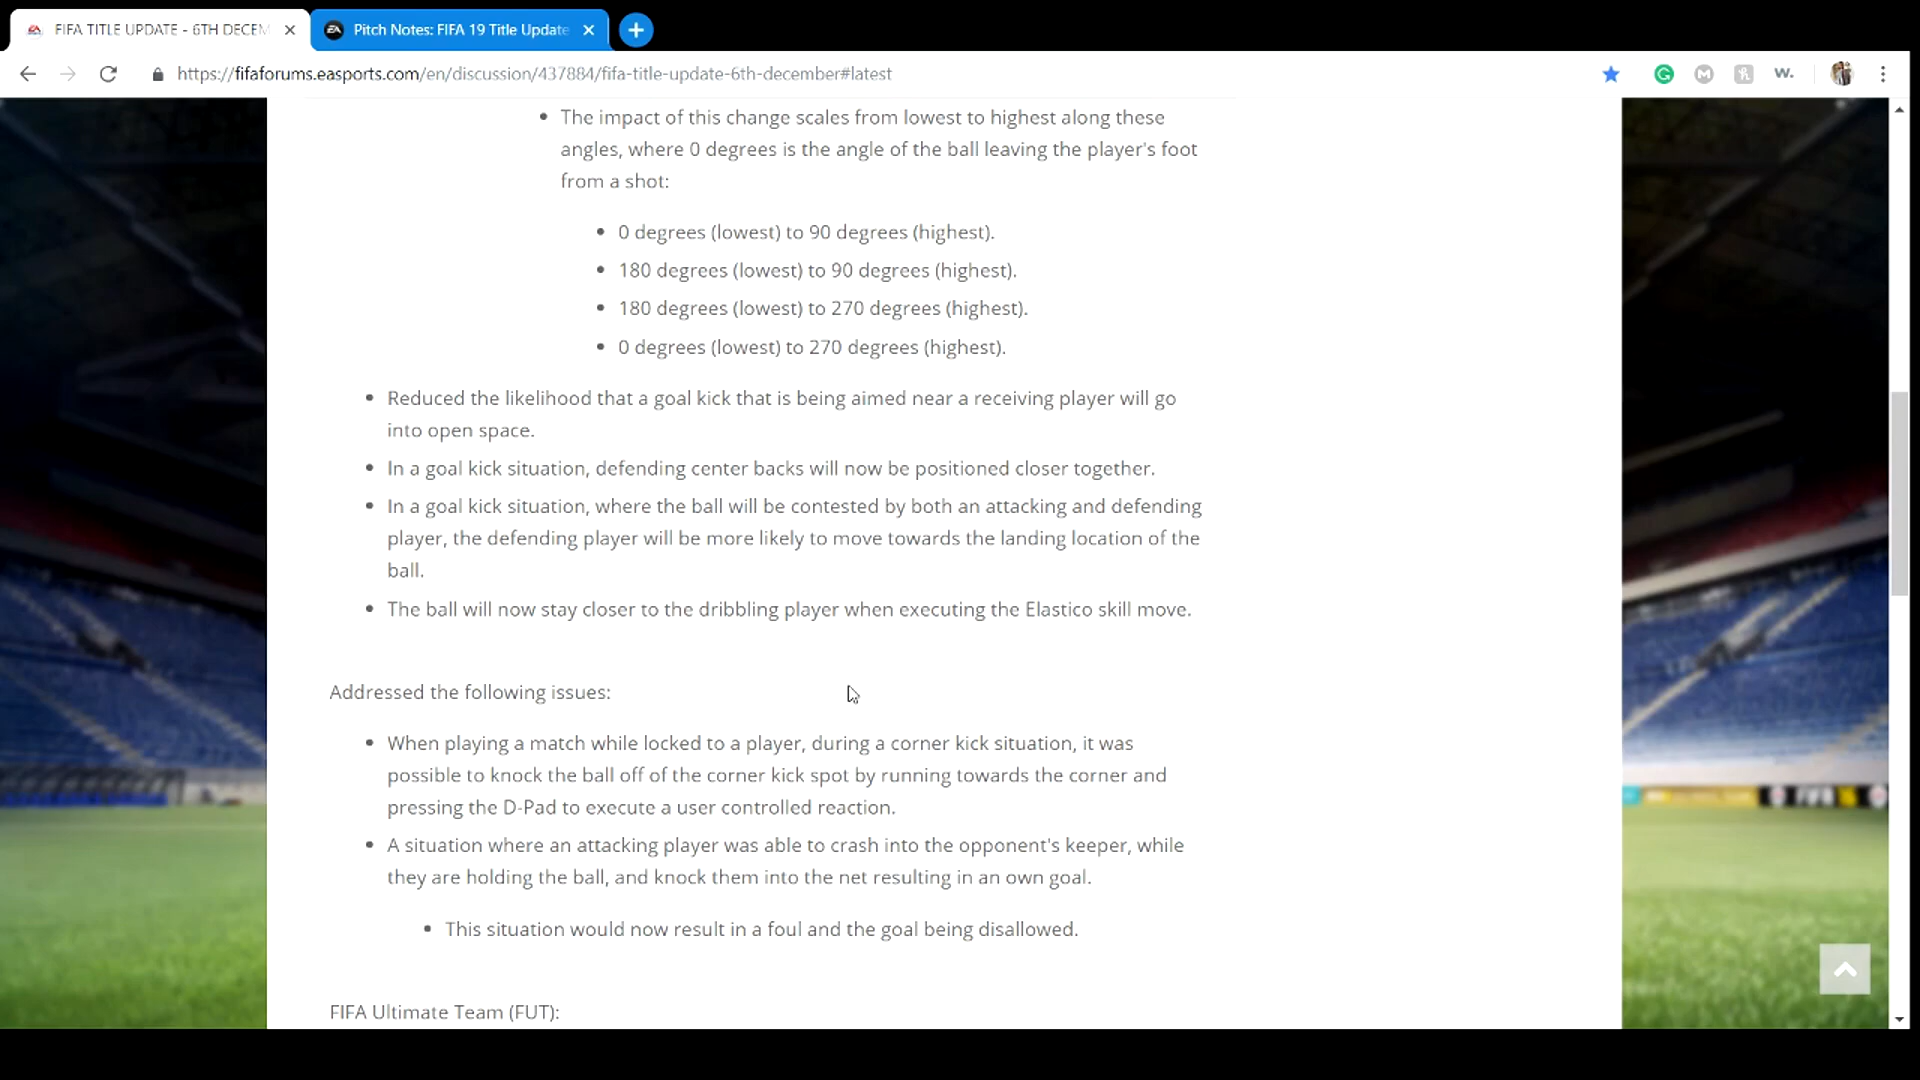 FIFA TITLE UPDATE - 6TH DECEM
Pitch Notes: FIFA 19 Title Update
https://fifaforums.easports.com/en/discussion/437884/fifa-title-update-6th-december#latest
w.
The impact of this change scales from lowest to highest along these
angles, where 0 degrees is the angle of the ball leaving the player's foot
from a shot:
0 degrees (lowest) to 90 degrees (highest).
180 degrees (lowest) to 90 degrees (highest).
180 degrees (lowest) to 270 degrees (highest).
0 degrees (lowest) to 270 degrees (highest).
Reduced the likelihood that a goal kick that is being aimed near a receiving player will go
into open space.
In a goal kick situation, defending center backs will now be positioned closer together.
In a goal kick situation, where the ball will be contested by both an attacking and defending
player, the defending player will be more likely to move towards the landing location of the
ball.
The ball will now stay closer to the dribbling player when executing the Elastico skill move.
Addressed the following issues:
When playing a match while locked to a player, during a corner kick situation, it was
possible to knock the ball off of the corner kick spot by running towards the corner and
pressing the D-Pad to execute a user controlled reaction.
A situation where an attacking player was able to crash into the opponent's keeper, while
they are holding the ball, and knock them into the net resulting in an own goal.
This situation would now result in a foul and the goal being disallowed.
FIFA Ultimate Team (FUT):